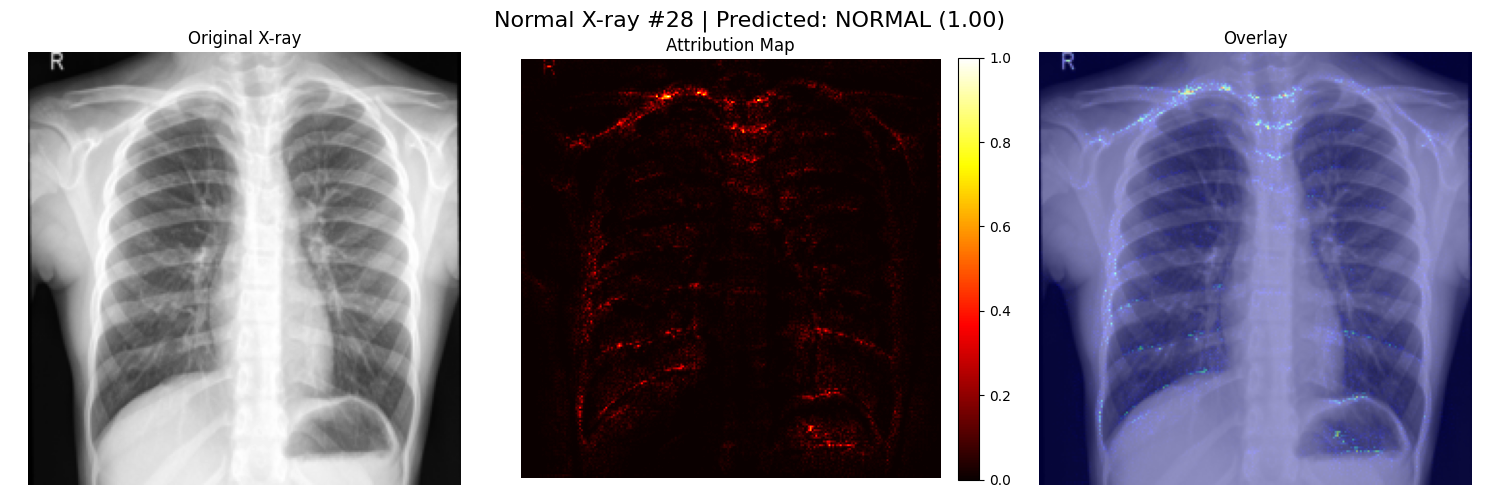 Normal X-ray #28 | Predicted: NORMAL (1.00)
Original X-ray
Attribution Map
Overlay
R
R
R
1.0
0.8
0.6
0.4
0.2
0.0